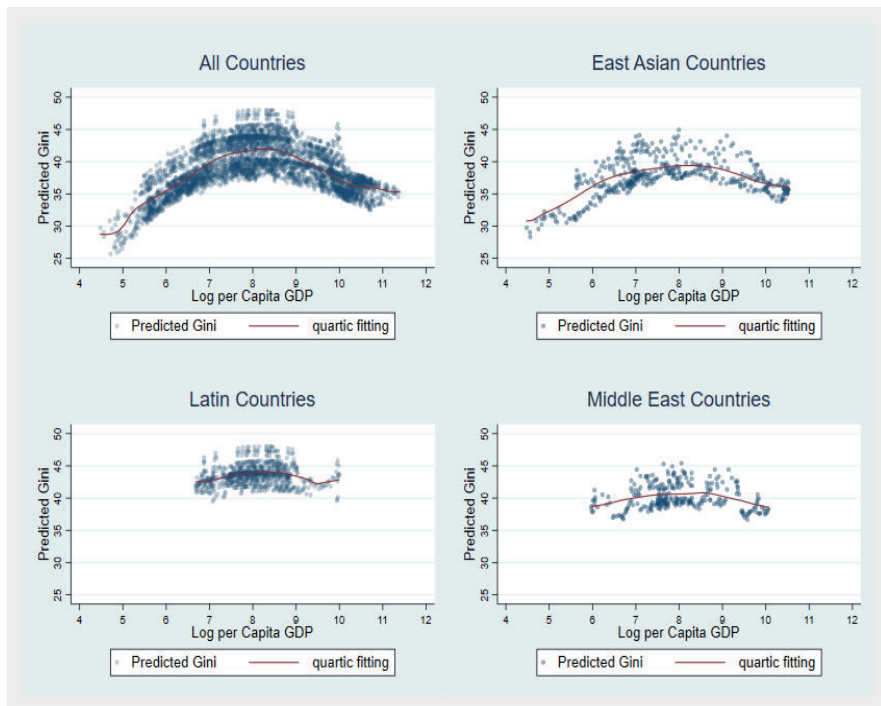 All Countries
Predicted Gini
50
45
40
35
30
25
4 5 6 7 8 9 10 11 12
Log per Capita GDP
Predicted Gini quartic fitting
East Asian Countries
Predicted Gini
50
45
40
35
30
25
4 5 6 7 8 9 10 11 12
Log per Capita GDP
Predicted Gini quartic fitting
Latin Countries
Predicted Gini
50
45
40
35
30
25
4 5 6 7 8 9 10 11 12
Log per Capita GDP
Predicted Gini quartic fitting
Middle East Countries
Predicted Gini
50
45
40
35
30
25
4 5 6 7 8 9 10 11 12
Log per Capita GDP
Predicted Gini quartic fitting